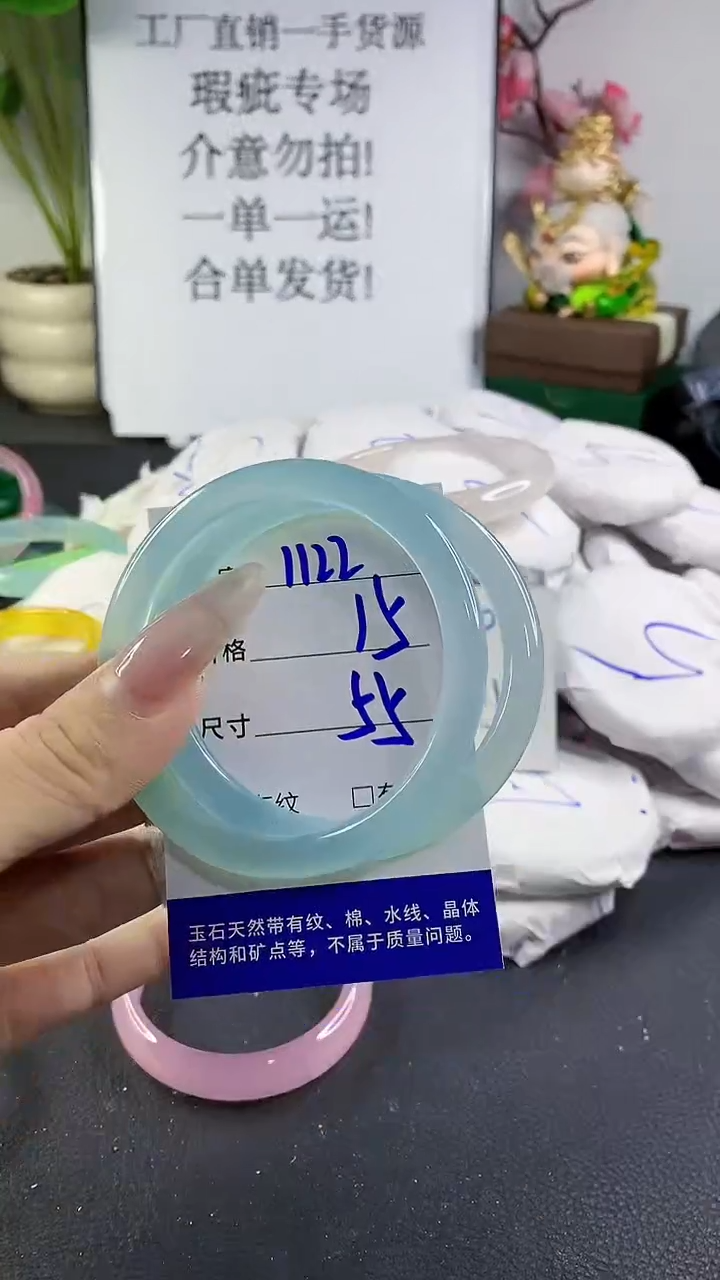 工厂直销一手货源
瑕疵专场
介意勿拍!
一单一运!
合单发货!
1122
格 15
尺寸 55
纹 □有
玉石天然带有纹、棉、水线、晶体
结构和矿点等，不属于质量问题。